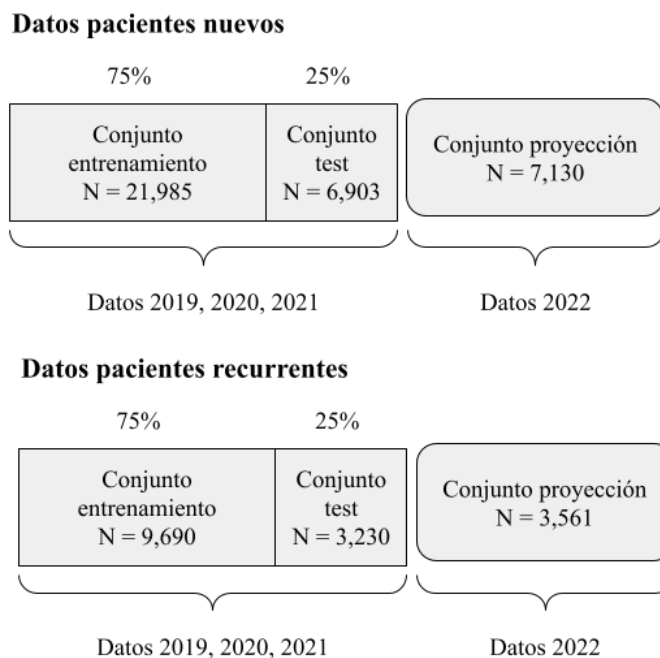 Datos pacientes nuevos
75%
25%
Conjunto
entrenamiento
N = 21,985
Conjunto
test
N = 6,903
Conjunto proyección
N = 7,130
Datos 2019, 2020, 2021
Datos 2022
Datos pacientes recurrentes
75%
25%
Conjunto
entrenamiento
N = 9,690
Conjunto
test
N = 3,230
Conjunto proyección
N = 3,561
Datos 2019, 2020, 2021
Datos 2022